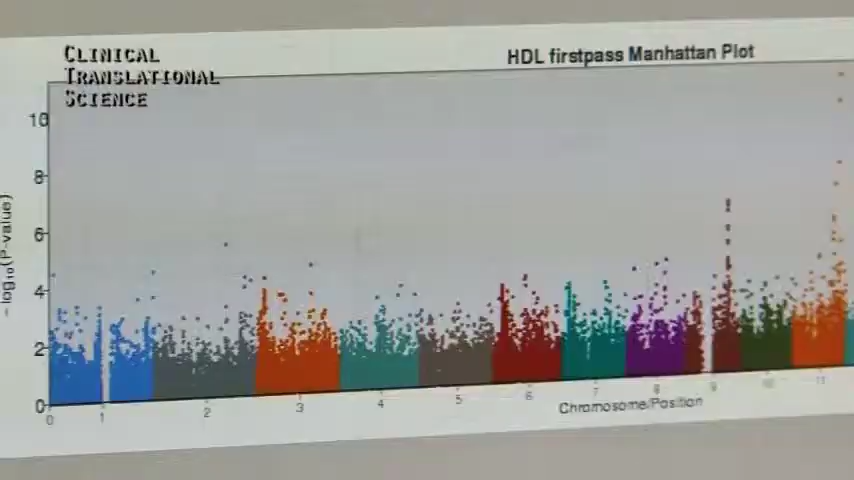 CLINICAL
TRANSLATIONAL
SCIENCE
HDL firstpass Manhattan Plot
10
8
6
4
2
0
-log10(P-value)
0 1 2 3 4 5 6 7 8 9 10 11
Chromosome/Position